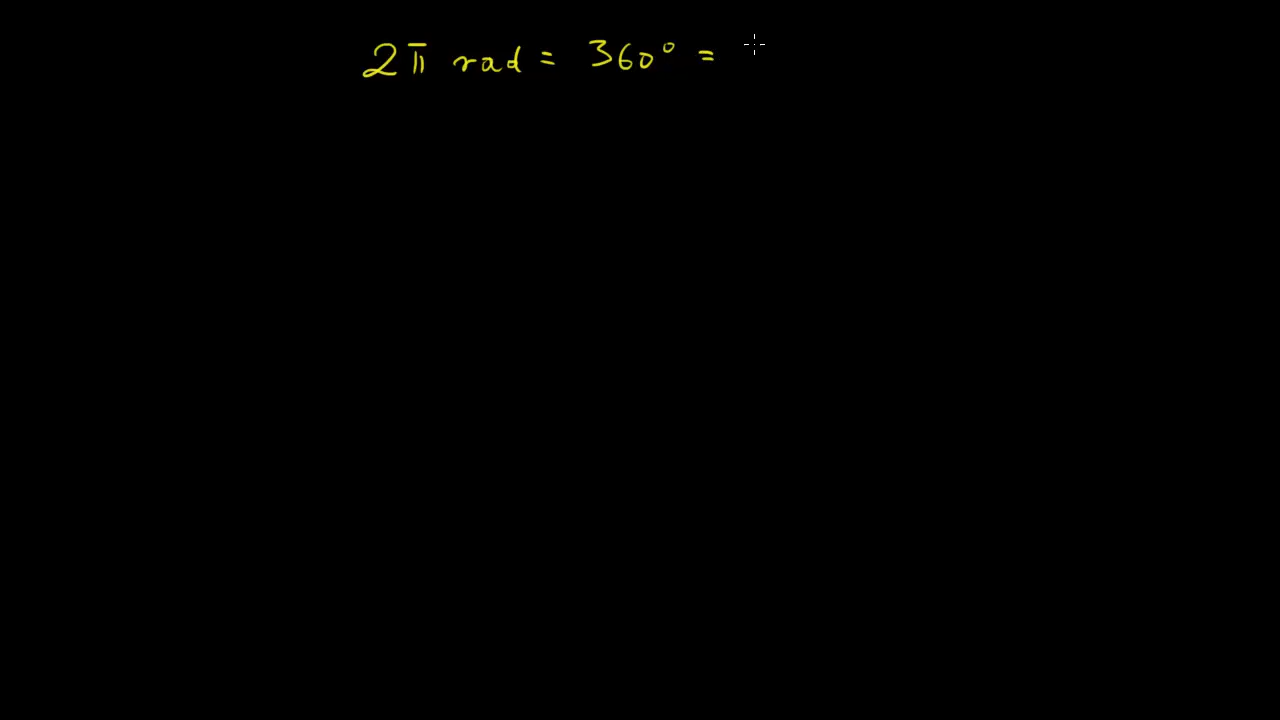 2π rad = 360° =